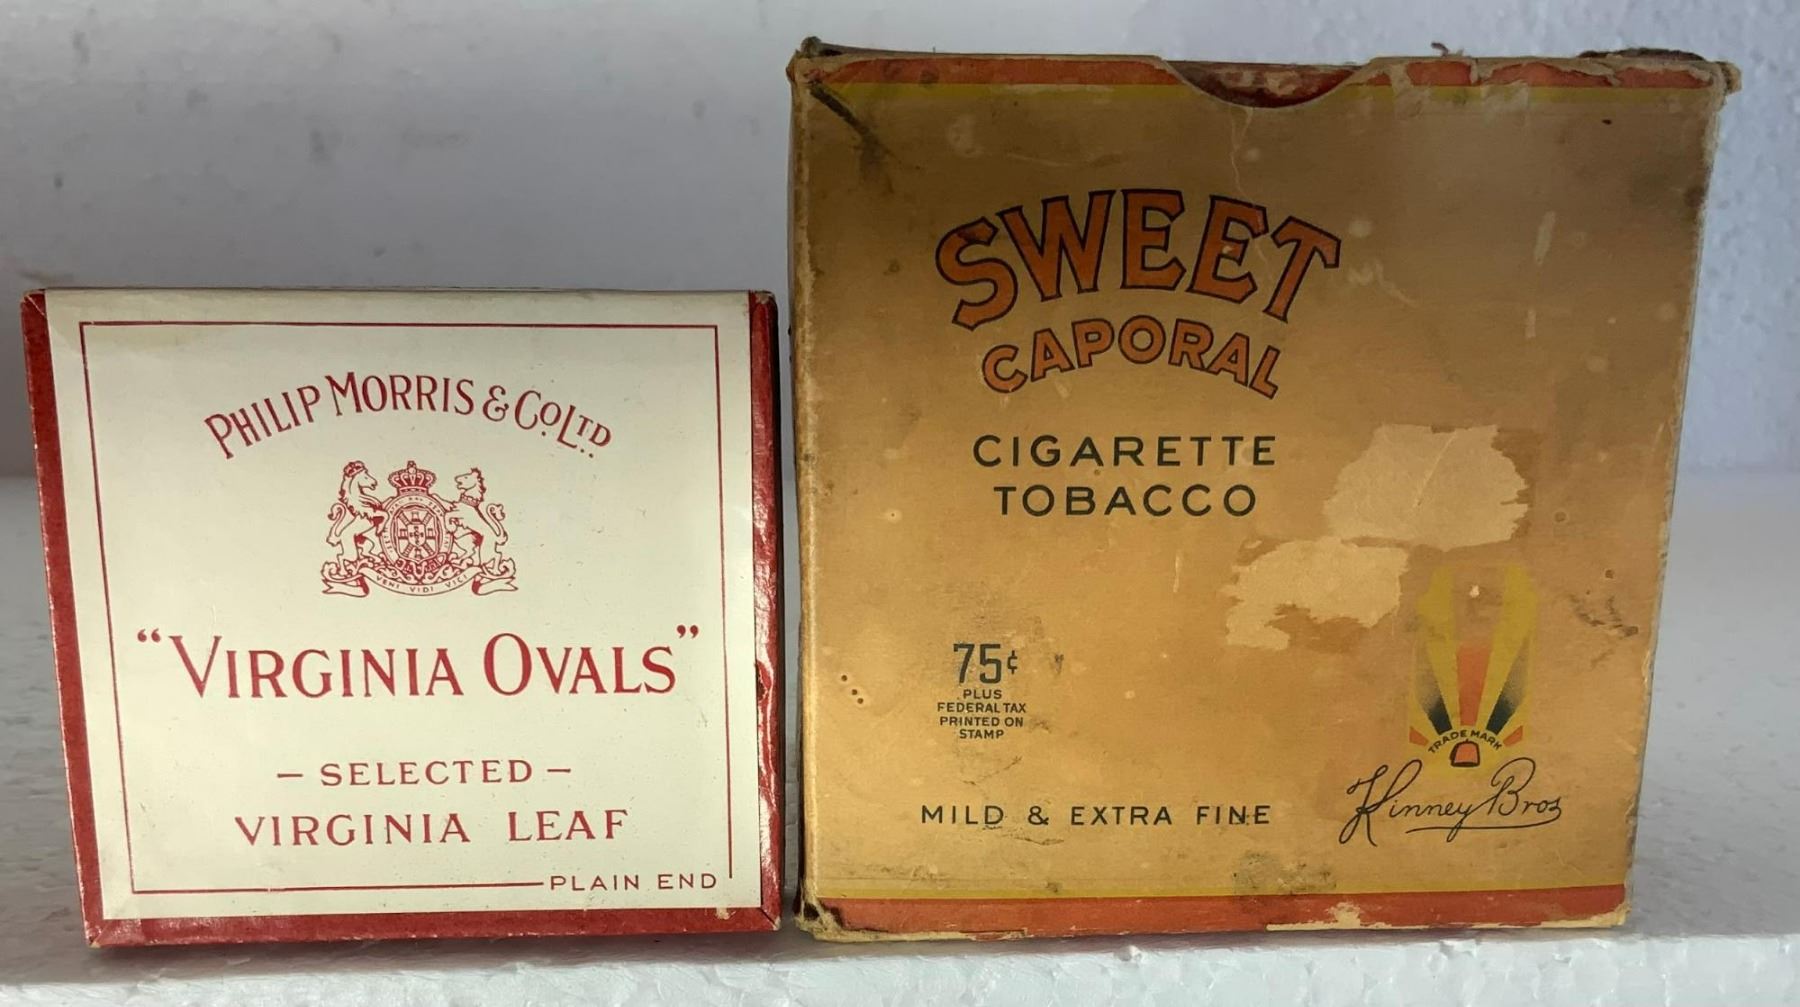 PHILIP MORRIS & CO LTD..
VENI VIDI VICI
"VIRGINIA OVALS"
- SELECTED -
VIRGINIA LEAF
PLAIN END
SWEET
CAPORAL
CIGARETTE
TOBACCO
75¢
PLUS
FEDERAL TAX
PRINTED ON
STAMP
MILD & EXTRA FINE
TRADE MARK
Kinney Bros